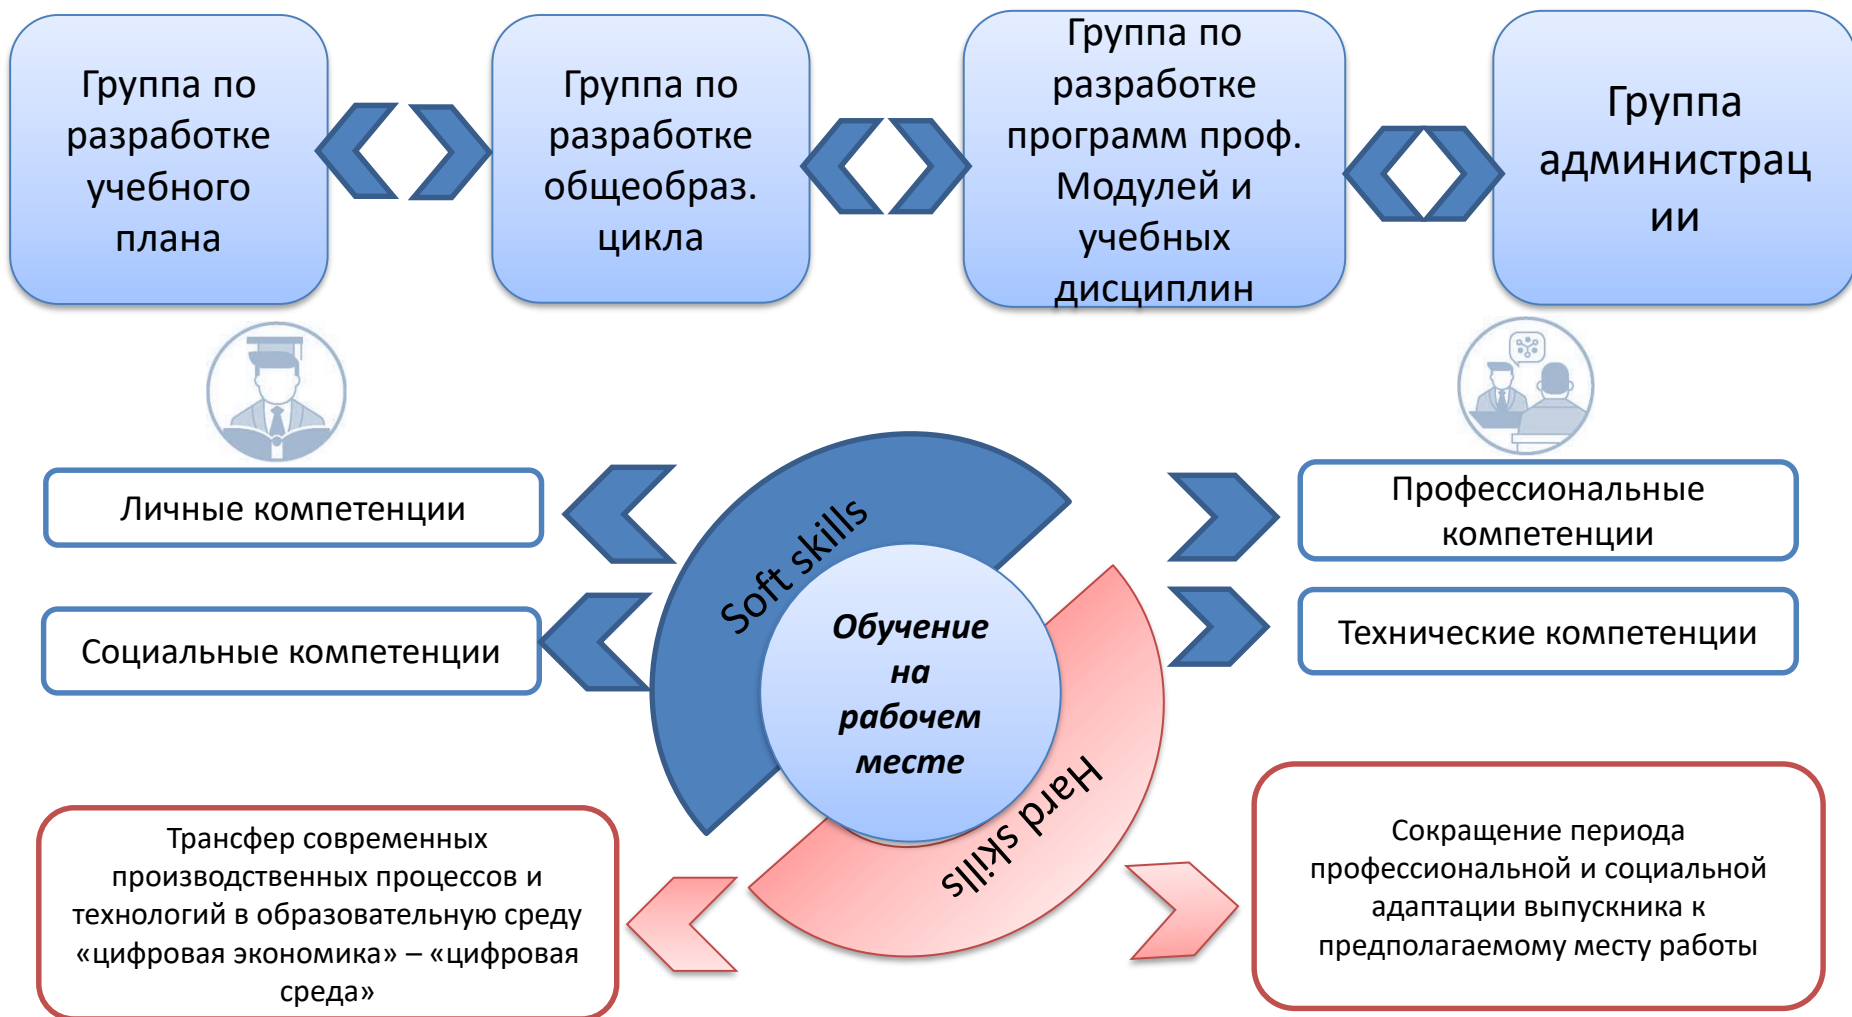 Группа по
разработке
учебного
плана
Группа по
разработке
общеобраз.
цикла
Группа по
разработке
программ проф.
Модулей и
учебных
дисциплин
Группа
администрац
ии
Личные компетенции
Социальные компетенции
Soft skills
Обучение
на
рабочем
месте
Hard skills
Профессиональные
компетенции
Технические компетенции
Трансфер современных
производственных процессов и
технологий в образовательную среду
«цифровая экономика» – «цифровая
среда»
Сокращение периода
профессиональной и социальной
адаптации выпускника к
предполагаемому месту работы